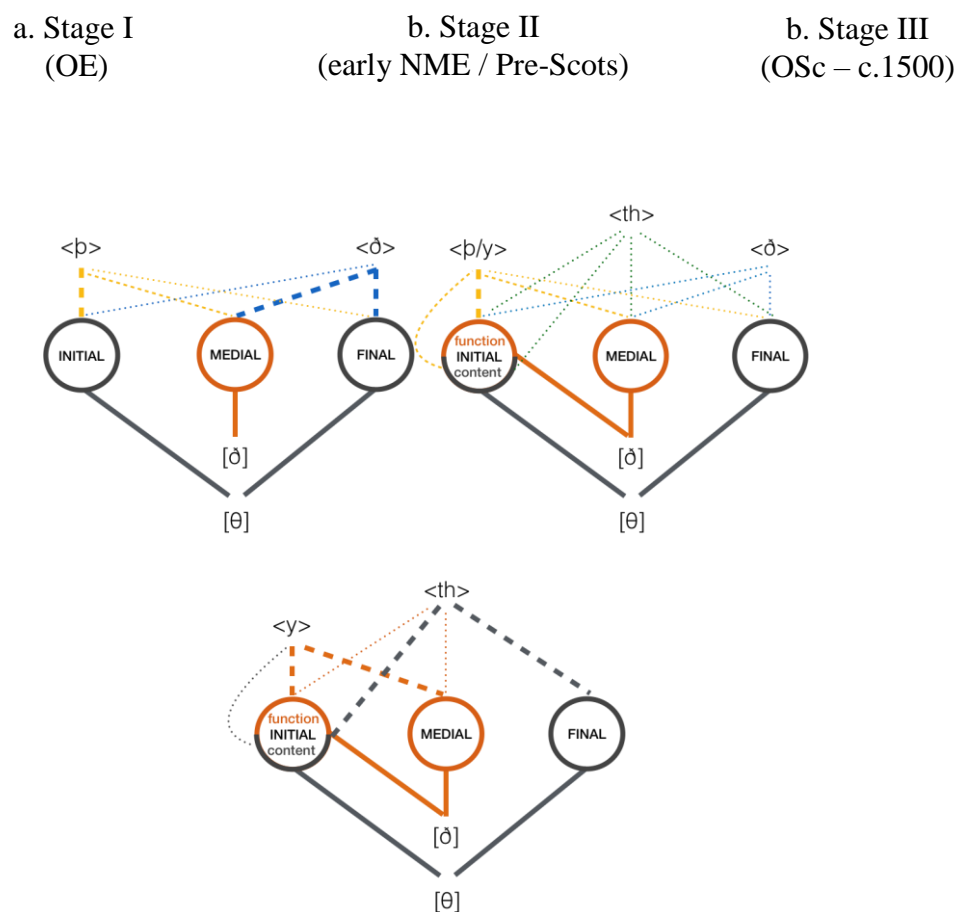 a. Stage I
(OE)
b. Stage II
(early NME / Pre-Scots)
b. Stage III
(OSc – c.1500)
<þ>
<ð>
INITIAL
MEDIAL
FINAL
[ð]
[θ]
<th>
<þ/y>
<ð>
function
INITIAL
content
MEDIAL
FINAL
[ð]
[θ]
<th>
<y>
function
INITIAL
content
MEDIAL
FINAL
[ð]
[θ]